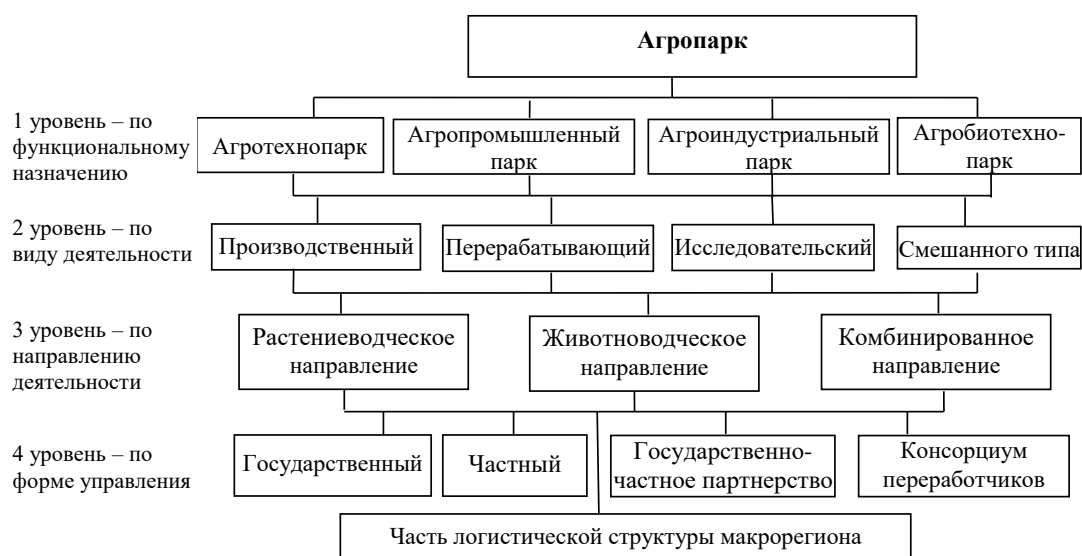 Агропарк
1 уровень – по
функциональному
назначению
Агротехнопарк
Агропромышленный
парк
Агроиндустриальный
парк
Агробиотехно-
парк
2 уровень – по
виду деятельности
Производственный
Перерабатывающий
Исследовательский
Смешанного типа
3 уровень – по
направлению
деятельности
Растениеводческое
направление
Животноводческое
направление
Комбинированное
направление
4 уровень – по
форме управления
Государственный
Частный
Государственно-
частное партнерство
Консорциум
переработчиков
Часть логистической структуры макрорегиона